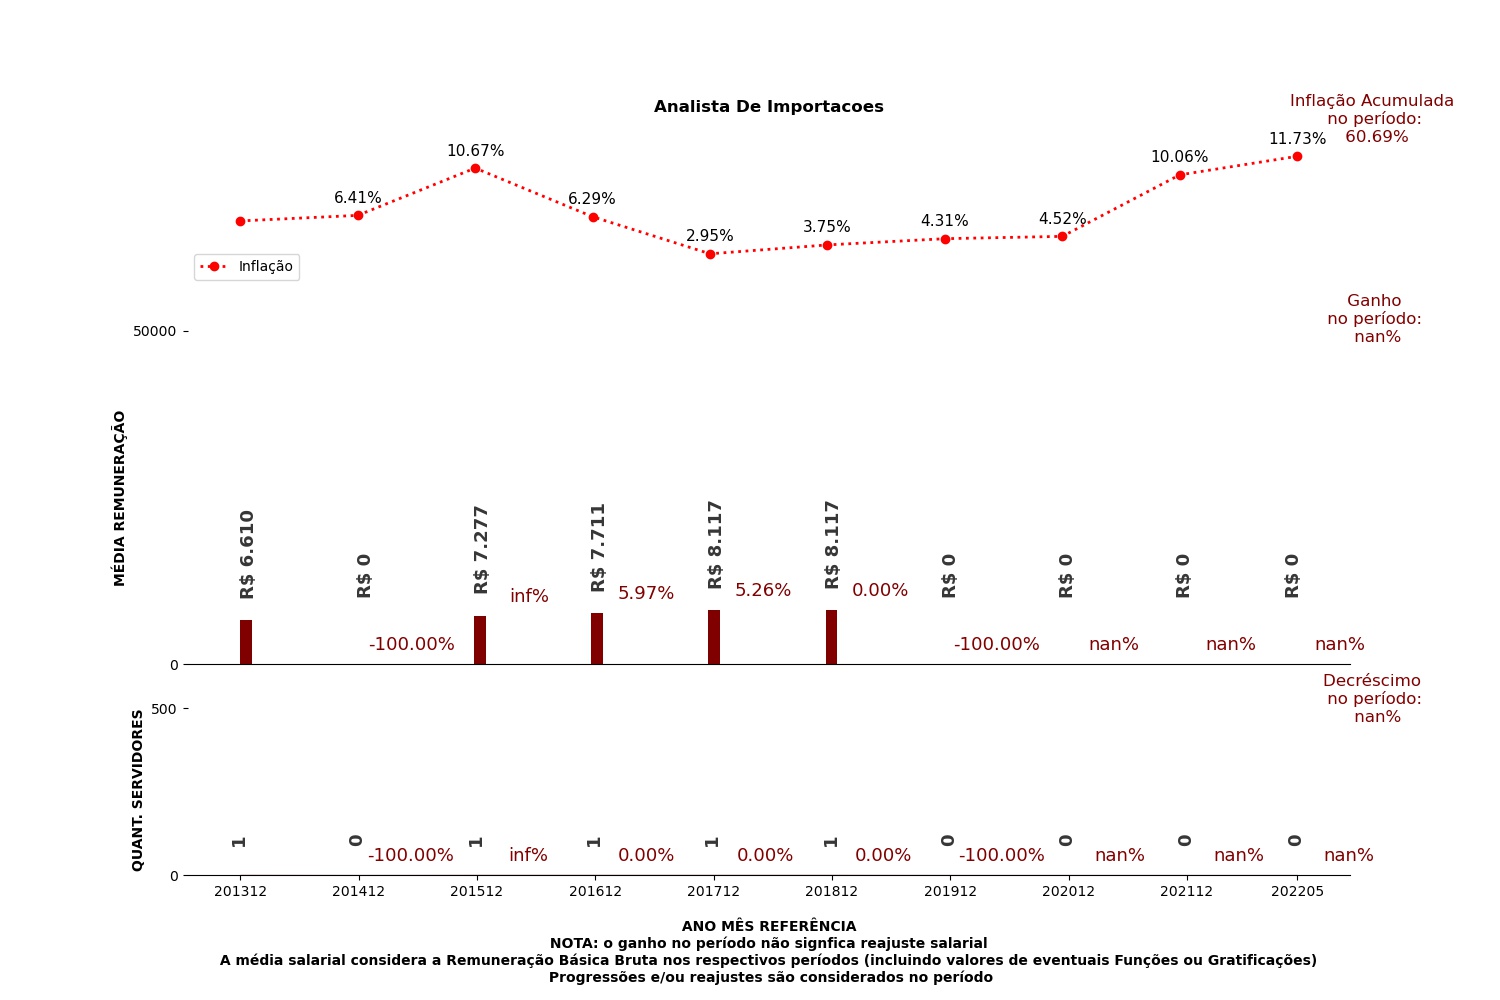 Analista De Importacoes
Inflação Acumulada
no período:
60.69%
6.41%
10.67%
6.29%
2.95%
3.75%
4.31%
4.52%
10.06%
11.73%
Inflação
Ganho
no período:
nan%
50000
0
MÉDIA REMUNERAÇÃO
R$ 6.610
R$ 0
R$ 7.277
R$ 7.711
R$ 8.117
R$ 8.117
R$ 0
R$ 0
R$ 0
R$ 0
-100.00%
inf%
5.97%
5.26%
0.00%
-100.00%
nan%
nan%
nan%
Decréscimo
no período:
nan%
500
0
QUANT. SERVIDORES
1
0
1
1
1
1
0
0
0
0
-100.00%
inf%
0.00%
0.00%
0.00%
-100.00%
nan%
nan%
nan%
201312
201412
201512
201612
201712
201812
201912
202012
202112
202205
ANO MÊS REFERÊNCIA
NOTA: o ganho no período não signfica reajuste salarial
A média salarial considera a Remuneração Básica Bruta nos respectivos períodos (incluindo valores de eventuais Funções ou Gratificações)
Progressões e/ou reajustes são considerados no período